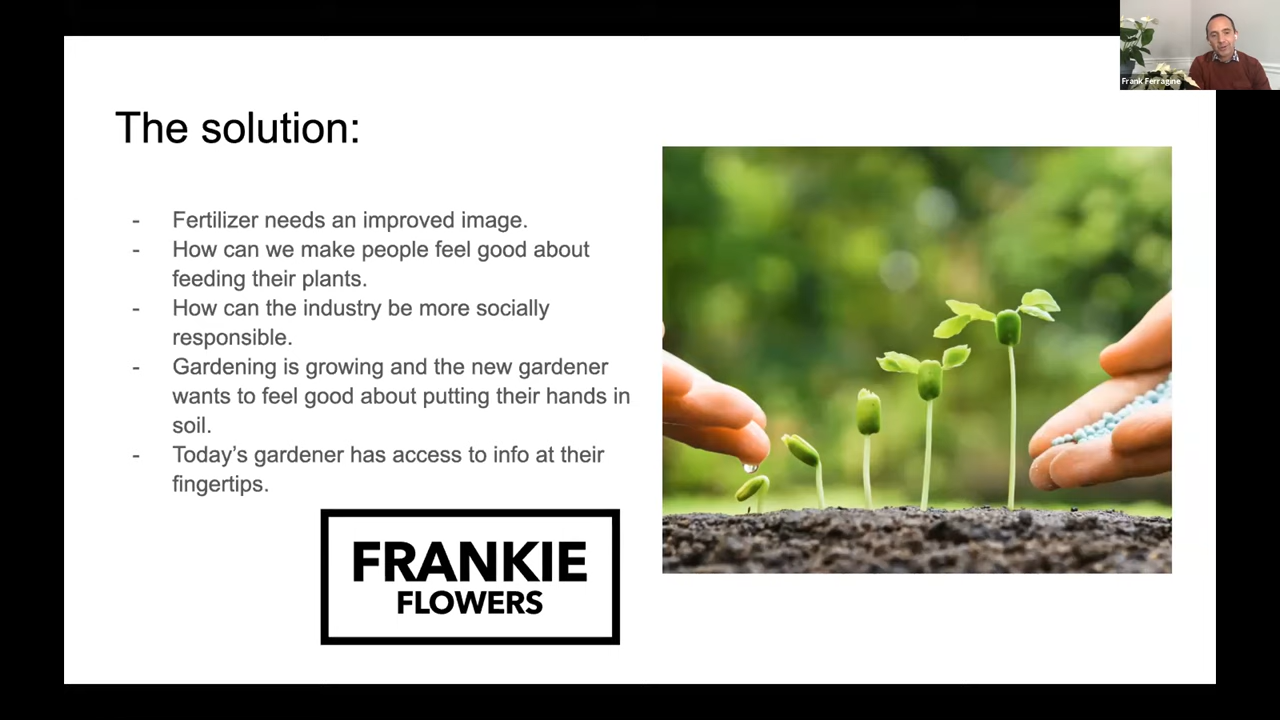 Frank Ferragine
The solution:
- Fertilizer needs an improved image.
- How can we make people feel good about
feeding their plants.
- How can the industry be more socially
responsible.
- Gardening is growing and the new gardener
wants to feel good about putting their hands in
soil.
- Today’s gardener has access to info at their
fingertips.
FRANKIE
FLOWERS